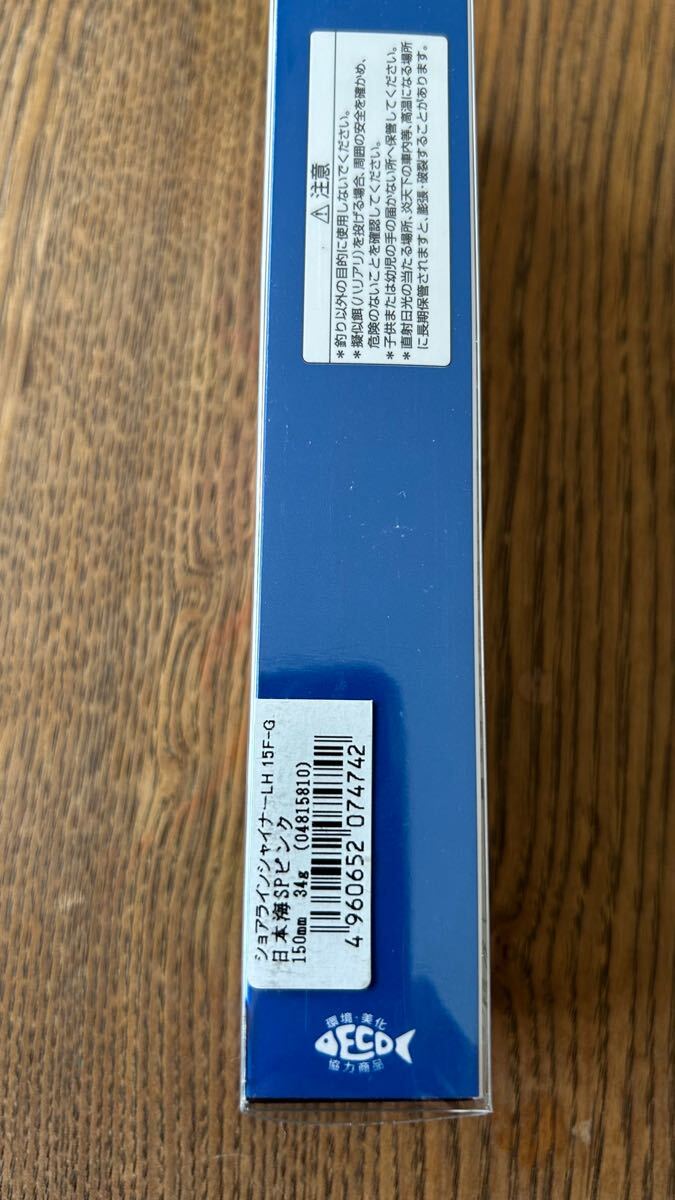 ⚠ 注意
*釣り以外の目的に使用しないでください。
*擬似餌(ハリアリ)を投げる場合、周囲の安全を確かめ、
危険のないことを確認してください。
*子供または幼児の手の届かない所へ保管してください。
*直射日光の当たる場所、炎天下の車内等、高温になる場所
に長期保管されますと、膨張・破裂することがあります。
ショアラインシャイナーLH 15F-G
日本海SPピンク
150mm 34g (04815810)
4 960652 074742
環境・美化
ECO
協力商品